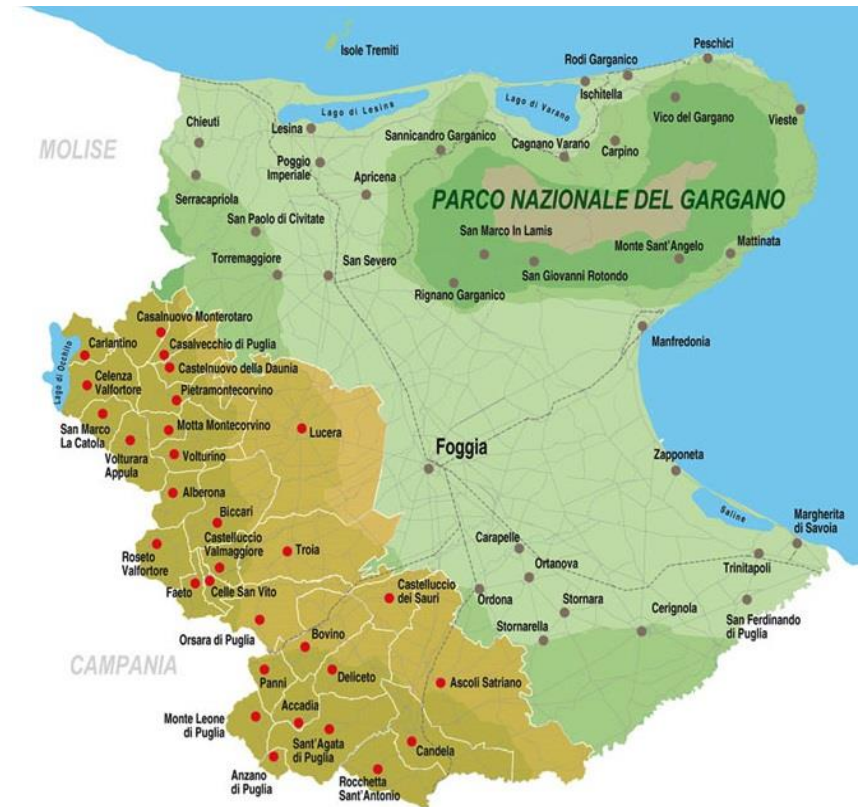 Isole Tremiti
Peschici
Rodi Garganico
Ischitella
Lago di Lesina
Lago di Varano
Vico del Gargano
Vieste
Chieuti
Lesina
Sannicandro Garganico
Cagnano Varano
Carpino
MOLISE
Poggio
Imperiale
Apricena
Serracapriola
PARCO NAZIONALE DEL GARGANO
San Paolo di Civitate
San Marco In Lamis
Monte Sant'Angelo
Mattinata
Torremaggiore
San Severo
San Giovanni Rotondo
Rignano Garganico
Casalnuovo Monterotaro
Manfredonia
Lago di Occhito
Carlantino
Casalvecchio di Puglia
Castelnuovo della Daunia
Celenza
Valfortore
Pietramontecorvino
San Marco
La Catola
Motta Montecorvino
Lucera
Volturara
Appula
Volturino
Foggia
Zapponeta
Alberona
Biccari
Saline
Margherita
di Savoia
Castelluccio
Valmaggiore
Roseto
Valfortore
Troia
Carapelle
Ortanova
Trinitapoli
Faeto
Celle San Vito
Castelluccio
dei Sauri
Ordona
Stornara
Cerignola
San Ferdinando
di Puglia
Orsara di Puglia
Bovino
Stornarella
CAMPANIA
Panni
Deliceto
Ascoli Satriano
Monte Leone
di Puglia
Accadia
Sant'Agata
di Puglia
Candela
Anzano
di Puglia
Rocchetta
Sant'Antonio